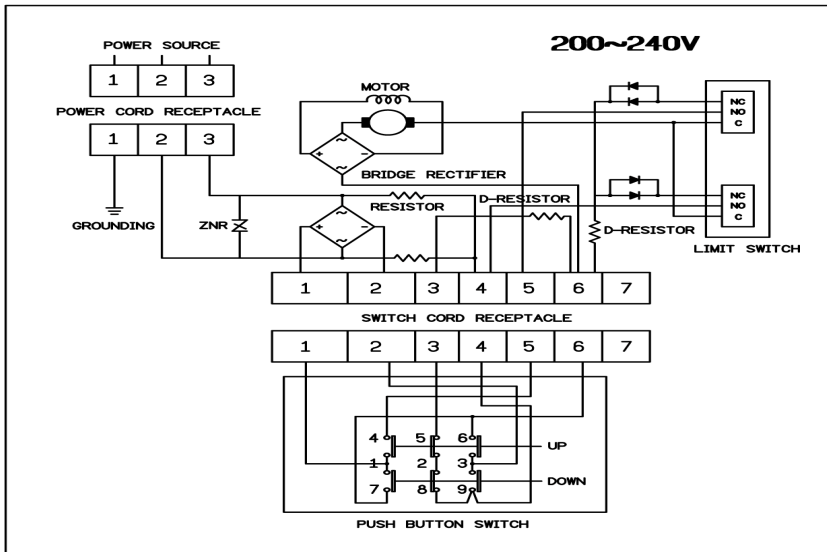 200~240V
POWER SOURCE
1 2 3
POWER CORD RECEPTACLE
1 2 3
GROUNDING
ZNR
MOTOR
+ ~ ~ −
BRIDGE RECTIFIER
RESISTOR
+ ~ ~ −
D-RESISTOR
D-RESISTOR
NC
NO
C
NC
NO
C
LIMIT SWITCH
1 2 3 4 5 6 7
SWITCH CORD RECEPTACLE
1 2 3 4 5 6 7
4 5 6
UP
1 2 3
DOWN
7 8 9
PUSH BUTTON SWITCH